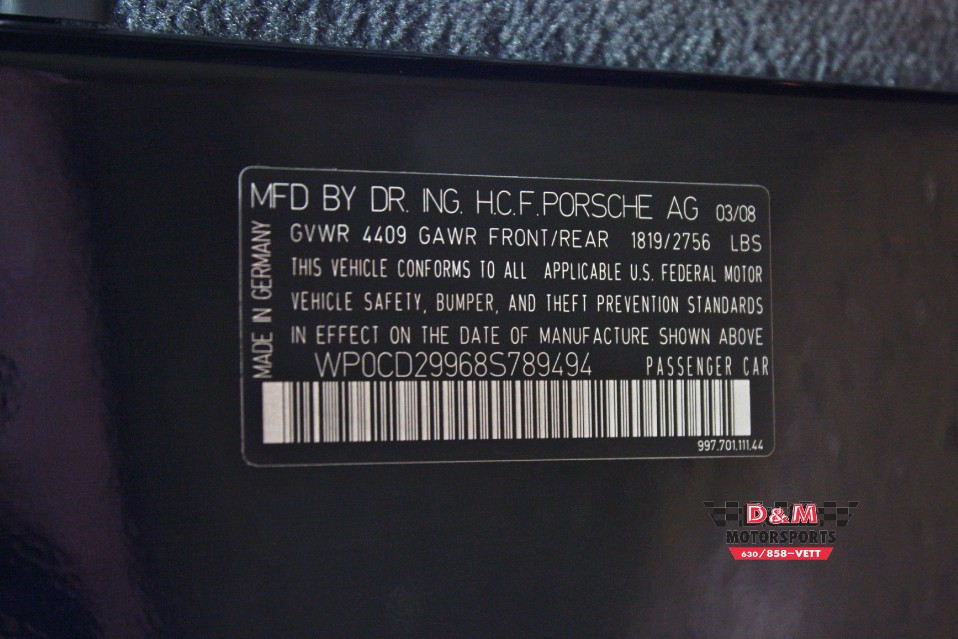 MFD BY DR. ING. H.C.F. PORSCHE AG 03/08
GVWR 4409 GAWR FRONT/REAR 1819/2756 LBS
THIS VEHICLE CONFORMS TO ALL APPLICABLE U.S. FEDERAL MOTOR
VEHICLE SAFETY, BUMPER, AND THEFT PREVENTION STANDARDS
IN EFFECT ON THE DATE OF MANUFACTURE SHOWN ABOVE
WP0CD29968S789494 PASSENGER CAR
MADE IN GERMANY
997.701.111.44
D&M
MOTORSPORTS
630/858-VETT